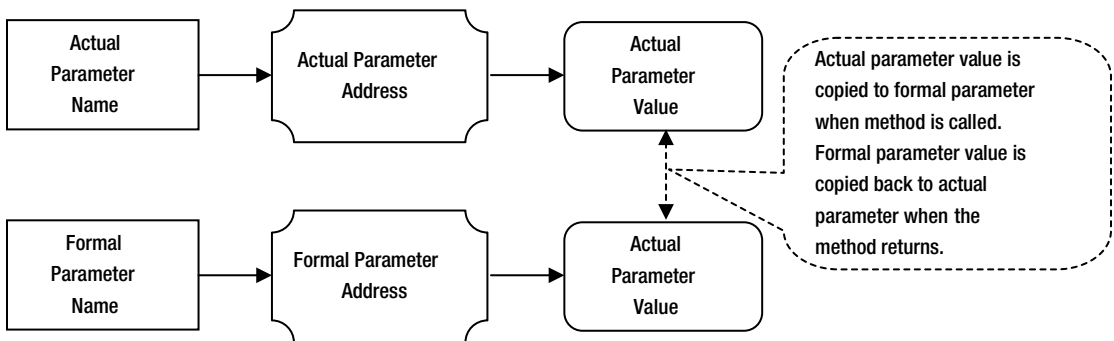 Actual
Parameter
Name
Actual Parameter
Address
Actual
Parameter
Value
Actual parameter value is
copied to formal parameter
when method is called.
Formal parameter value is
copied back to actual
parameter when the
method returns.
Formal
Parameter
Name
Formal Parameter
Address
Actual
Parameter
Value